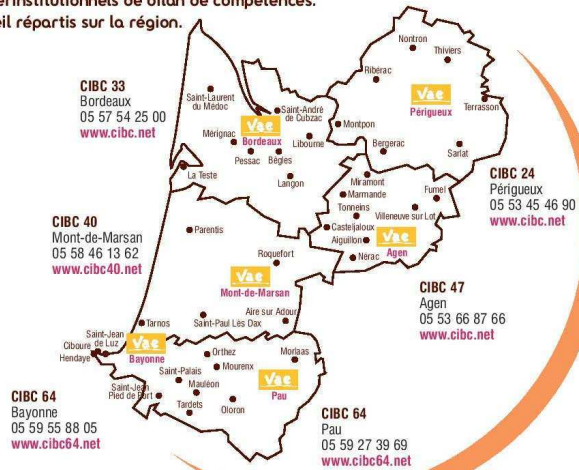 érinstitutionnels de bilan de compétences.
eil répartis sur la région.
CIBC 33
Bordeaux
05 57 54 25 00
www.cibc.net
Saint-Laurent
du Médoc
Saint-André
de Cubzac
Vae
Bordeaux
Mérignac
Libourne
Pessac
Bègles
La Teste
Langon
Nontron
Thiviers
Ribérac
Vae
Périgueux
Terrasson
Montpon
Bergerac
Sarlat
CIBC 24
Périgueux
05 53 45 46 90
www.cibc.net
Miramont
Marmande
Fumel
Tonneins
Villeneuve sur Lot
Casteljaloux
Aiguillon
Vae
Agen
Nérac
CIBC 40
Mont-de-Marsan
05 58 46 13 62
www.cibc40.net
Parentis
Roquefort
Vae
Mont-de-Marsan
Aire sur Adour
Saint-Paul Lès Dax
Tarnos
CIBC 47
Agen
05 53 66 87 66
www.cibc.net
Saint-Jean
de Luz
Ciboure
Hendaye
Vae
Bayonne
Orthez
Morlaas
Mourenx
Saint-Palais
Vae
Pau
Saint-Jean
Pied de Port
Mauléon
Tardets
Oloron
CIBC 64
Bayonne
05 59 55 88 05
www.cibc64.net
CIBC 64
Pau
05 59 27 39 69
www.cibc64.net